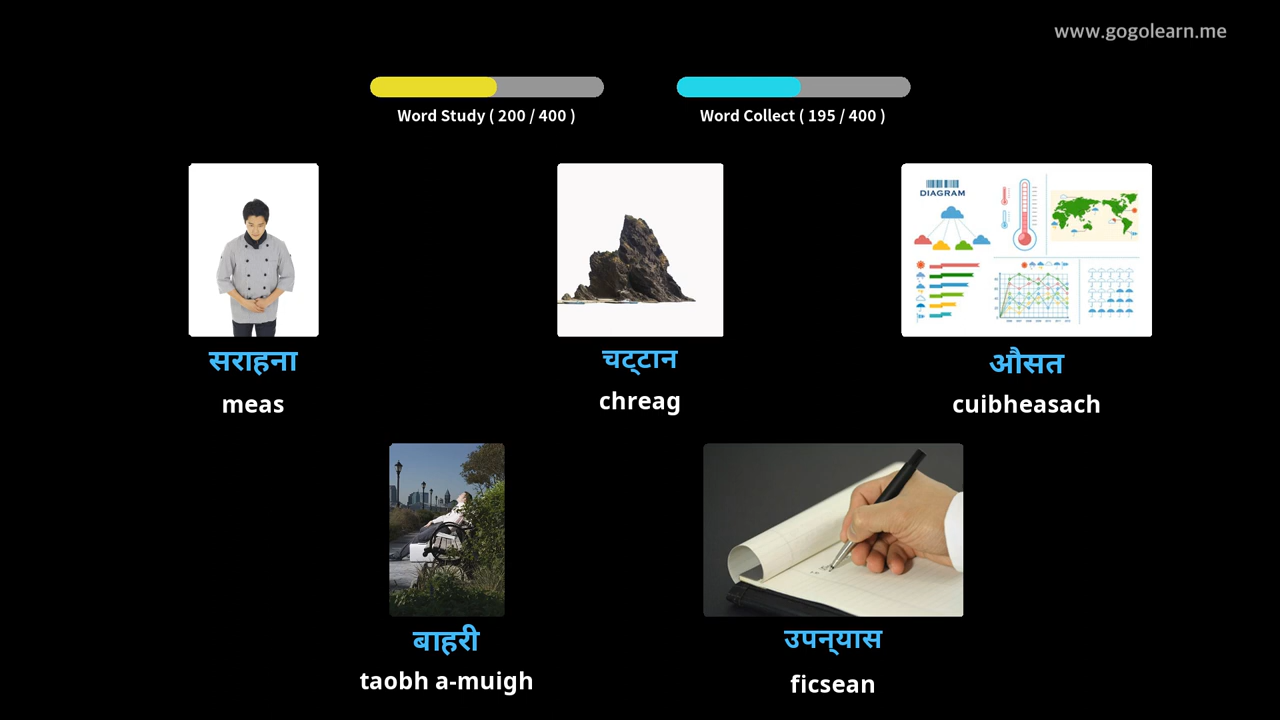 www.gogolearn.me
Word Study ( 200 / 400 )
Word Collect ( 195 / 400 )
DIAGRAM
सराहना
meas
चट्टान
chreag
औसत
cuibheasach
बाहरी
taobh a-muigh
उपन्यास
ficsean